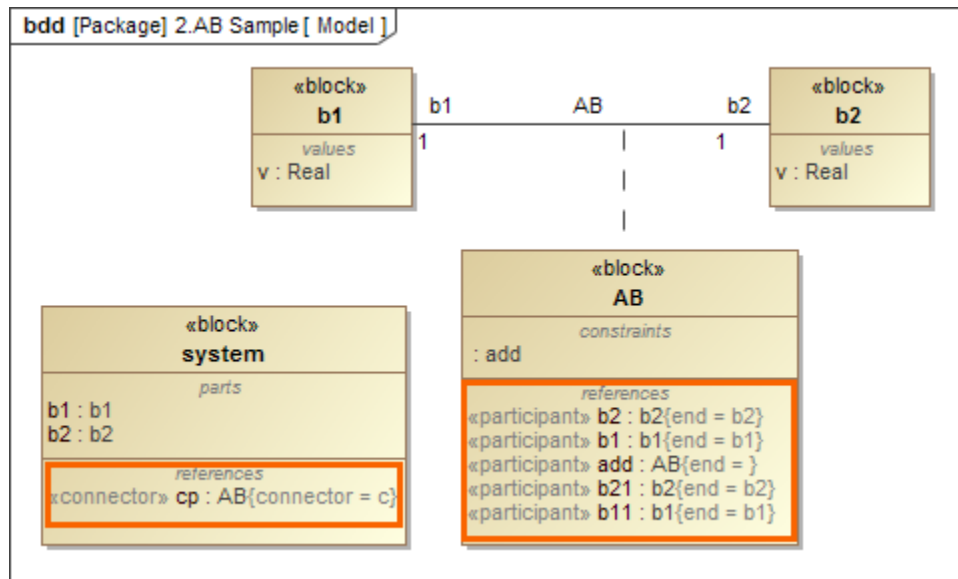 bdd [Package] 2.AB Sample [ Model ]
«block»
b1
values
v : Real
b1
AB
b2
1
1
«block»
b2
values
v : Real
«block»
system
parts
b1 : b1
b2 : b2
references
«connector» cp : AB{connector = c}
«block»
AB
constraints
: add
references
«participant» b2 : b2{end = b2}
«participant» b1 : b1{end = b1}
«participant» add : AB{end = }
«participant» b21 : b2{end = b2}
«participant» b11 : b1{end = b1}